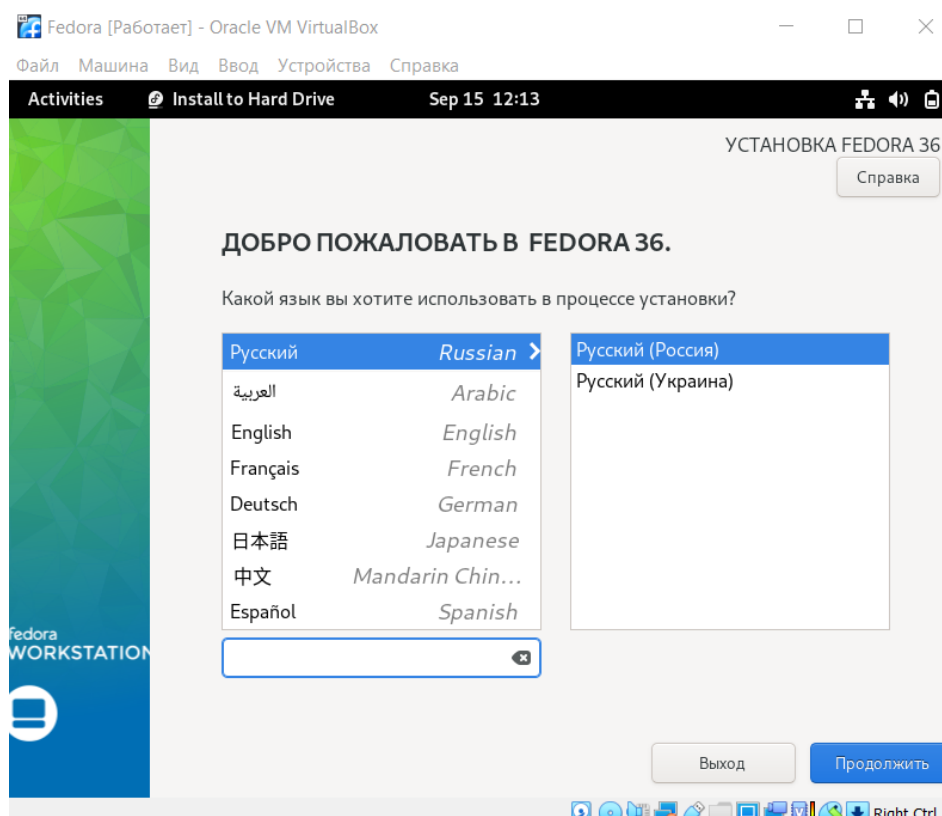 Fedora [Работает] - Oracle VM VirtualBox
Файл Машина Вид Ввод Устройства Справка
Activities Install to Hard Drive Sep 15 12:13
УСТАНОВКА FEDORA 36
Справка
ДОБРО ПОЖАЛОВАТЬ В FEDORA 36.
Какой язык вы хотите использовать в процессе установки?
Русский Russian
العربية Arabic
English English
Français French
Deutsch German
日本語 Japanese
中文 Mandarin Chin...
Español Spanish
Русский (Россия)
Русский (Украина)
fedora
WORKSTATION
Выход Продолжить
Right Ctrl